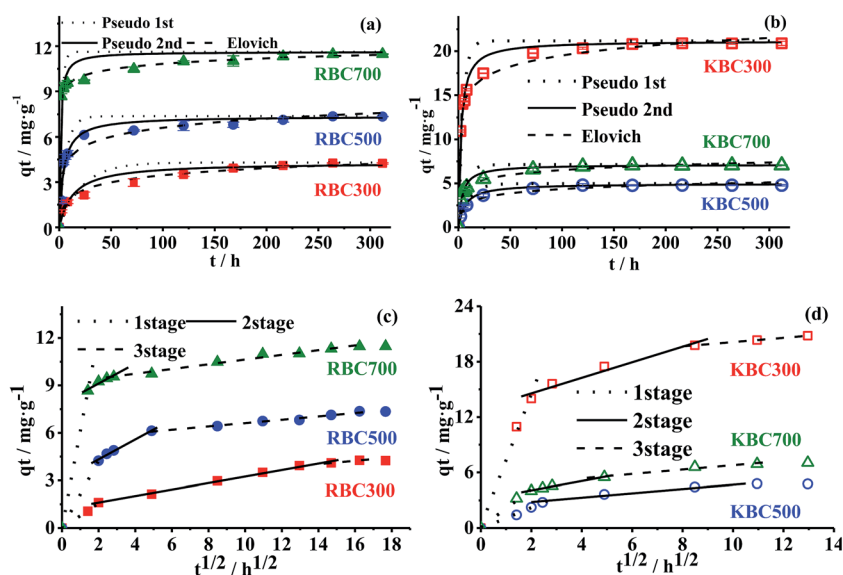 (a)
Pseudo 1st
Pseudo 2nd
Elovich
RBC700
RBC500
RBC300
12
9
6
3
0
qt / mg·g⁻¹
0 50 100 150 200 250 300
t / h
(b)
KBC300
Pseudo 1st
Pseudo 2nd
Elovich
KBC700
KBC500
20
15
10
5
0
qt / mg·g⁻¹
0 50 100 150 200 250 300
t / h
(c)
1stage
2stage
3stage
RBC700
RBC500
RBC300
12
9
6
3
0
qt / mg·g⁻¹
0 2 4 6 8 10 12 14 16 18
t¹/² / h¹/²
(d)
KBC300
1stage
2stage
3stage
KBC700
KBC500
24
18
12
6
0
qt / mg·g⁻¹
0 2 4 6 8 10 12 14
t¹/² / h¹/²